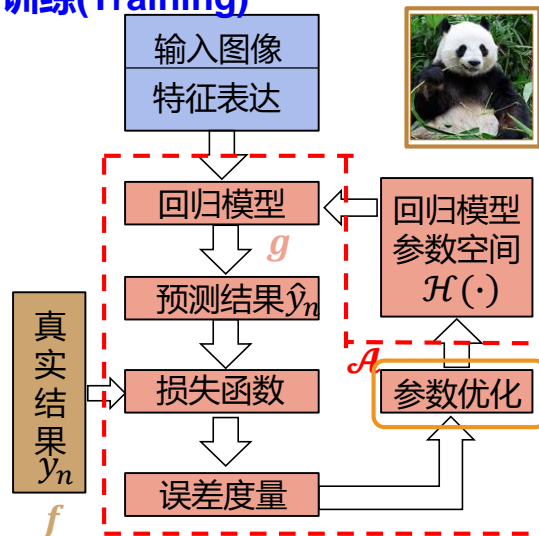 训练(Training)
输入图像
特征表达
回归模型
g
预测结果ŷₙ
损失函数
误差度量
真实结果
yₙ
f
回归模型
参数空间
ℋ(·)
𝒜
参数优化